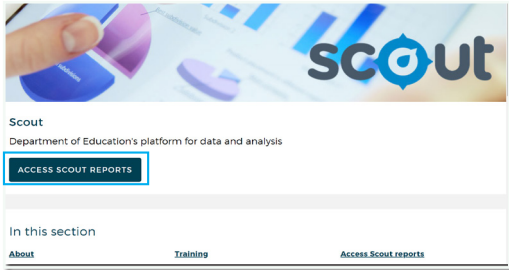 scout
Scout
Department of Education's platform for data and analysis
ACCESS SCOUT REPORTS
In this section
About Training Access Scout reports